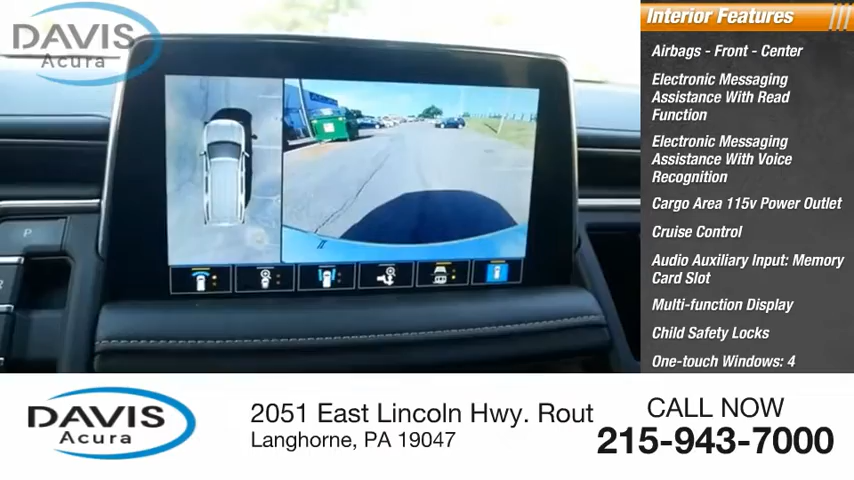 DAVIS
Acura
P
Interior Features
Airbags - Front - Center
Electronic Messaging
Assistance With Read
Function
Electronic Messaging
Assistance With Voice
Recognition
Cargo Area 115v Power Outlet
Cruise Control
Audio Auxiliary Input: Memory
Card Slot
Multi-function Display
Child Safety Locks
One-touch Windows: 4
DAVIS
Acura
2051 East Lincoln Hwy. Rout
Langhorne, PA 19047
CALL NOW
215-943-7000